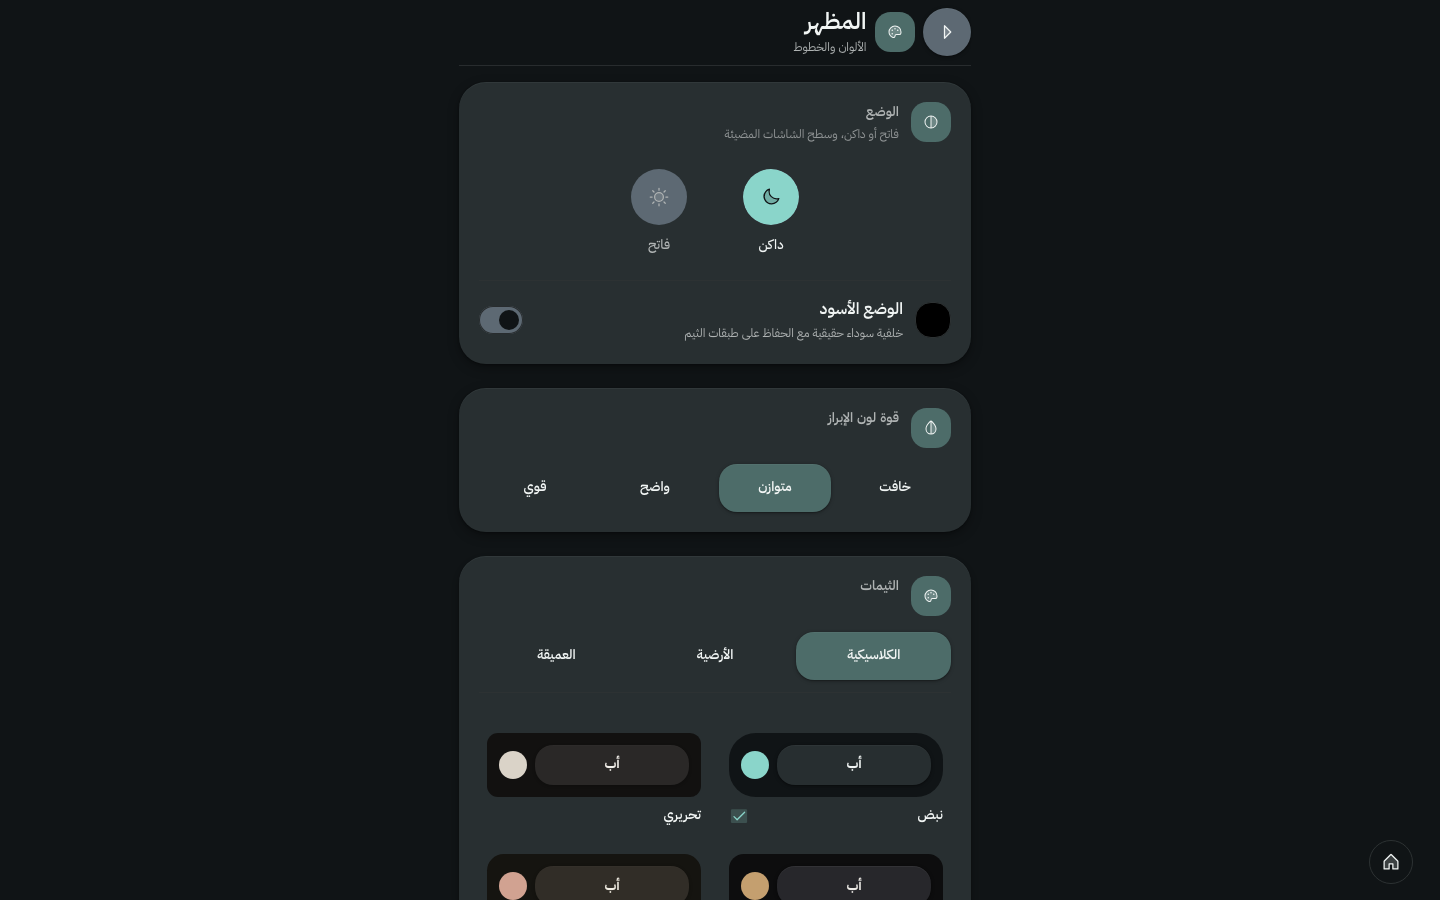 المظهر
الألوان والخطوط
الوضع
فاتح أو داكن، وسطح الشاشات المضيئة
داكن
فاتح
الوضع الأسود
خلفية سوداء حقيقية مع الحفاظ على طبقات الثيم
قوة لون الإبراز
خافت
متوازن
واضح
قوي
الثيمات
الكلاسيكية
الأرضية
العميقة
أب
أب
نبض
تحريري
أب
أب